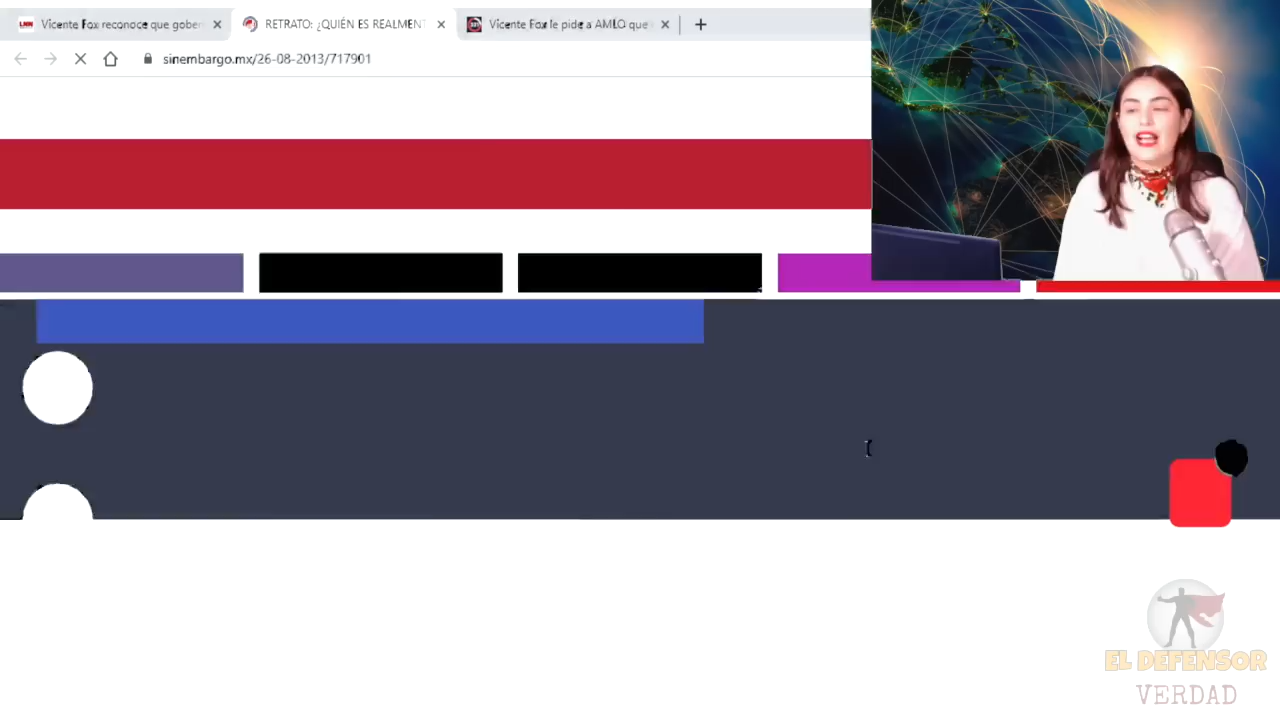 Vicente Fox reconoce que gober
RETRATO: ¿QUIÉN ES REALMENT
Vicente Fox le pide a AMLO que
sinembargo.mx/26-08-2013/717901
EL DEFENSOR
VERDAD